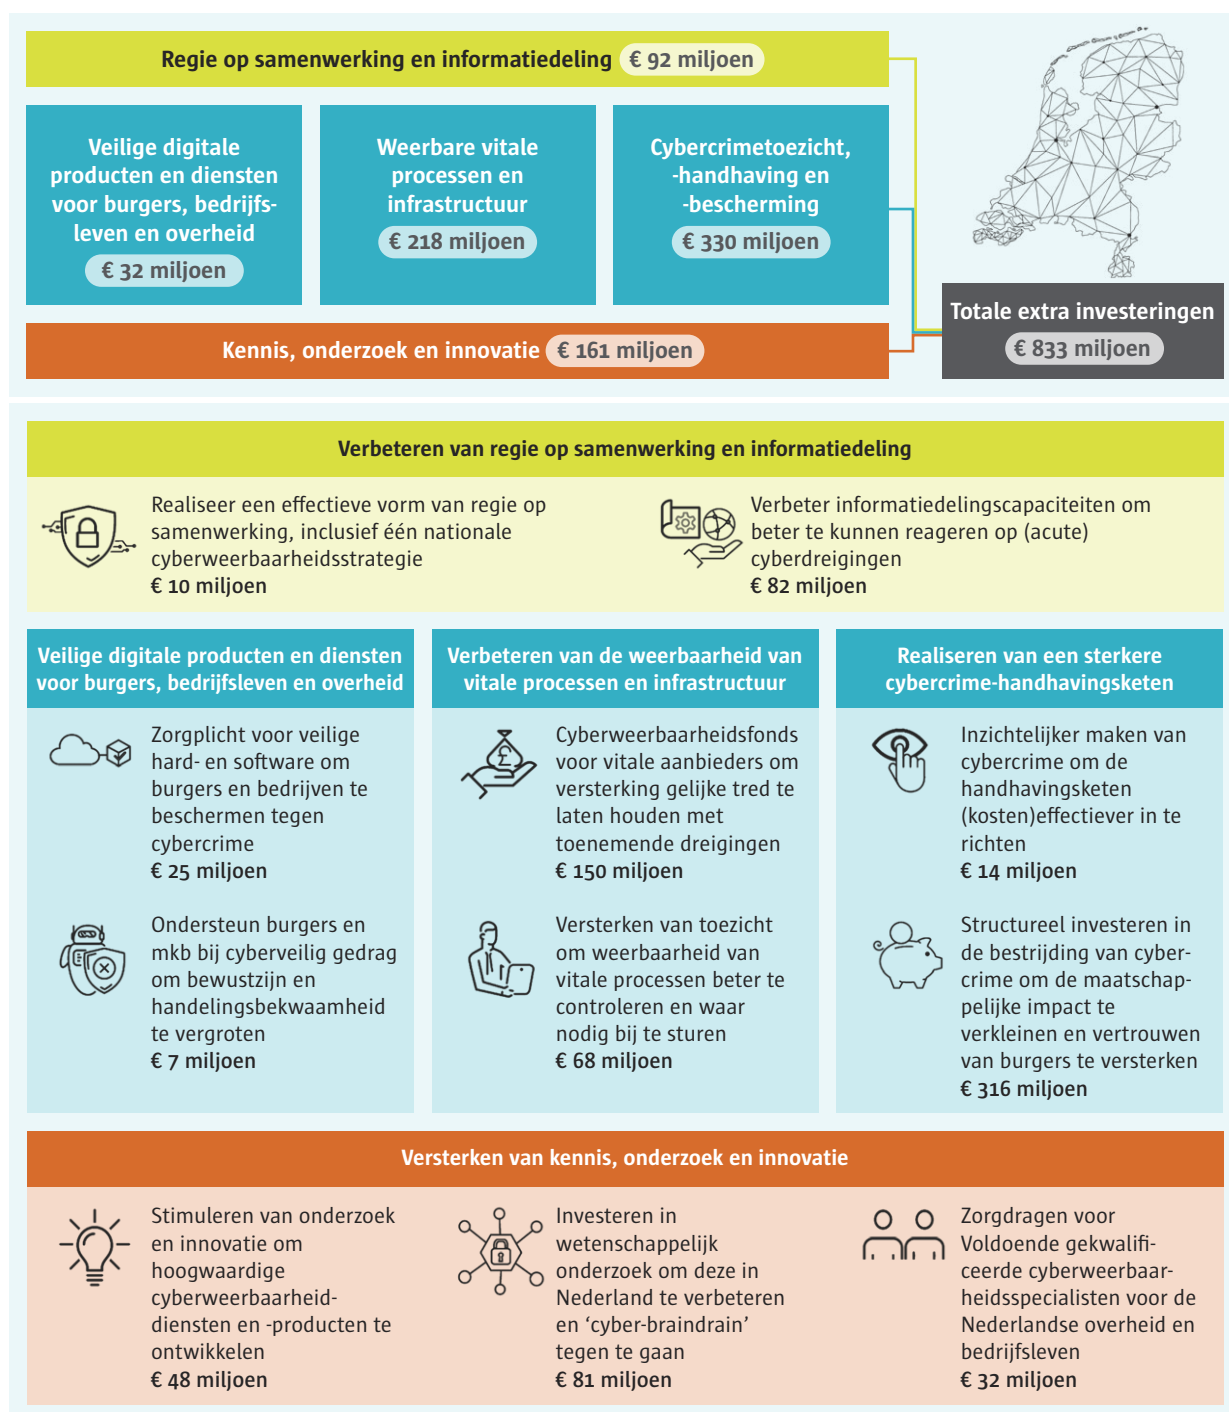 Regie op samenwerking en informatiedeling € 92 miljoen
Veilige digitale
producten en diensten
voor burgers, bedrijfs-
leven en overheid
€ 32 miljoen
Weerbare vitale
processen en
infrastructuur
€ 218 miljoen
Cybercrimetoezicht,
-handhaving en
-bescherming
€ 330 miljoen
Kennis, onderzoek en innovatie € 161 miljoen
Totale extra investeringen
€ 833 miljoen
Verbeteren van regie op samenwerking en informatiedeling
Realiseer een effectieve vorm van regie op
samenwerking, inclusief één nationale
cyberweerbaarheidsstrategie
€ 10 miljoen
Verbeter informatiedelingscapaciteiten om
beter te kunnen reageren op (acute)
cyberdreigingen
€ 82 miljoen
Veilige digitale producten en diensten
voor burgers, bedrijfsleven en overheid
Zorgplicht voor veilige
hard- en software om
burgers en bedrijven te
beschermen tegen
cybercrime
€ 25 miljoen
Ondersteun burgers en
mkb bij cyberveilig gedrag
om bewustzijn en
handelingsbekwaamheid
te vergroten
€ 7 miljoen
Verbeteren van de weerbaarheid van
vitale processen en infrastructuur
£
Cyberweerbaarheidsfonds
voor vitale aanbieders om
versterking gelijke tred te
laten houden met
toenemende dreigingen
€ 150 miljoen
Versterken van toezicht
om weerbaarheid van
vitale processen beter te
controleren en waar
nodig bij te sturen
€ 68 miljoen
Realiseren van een sterkere
cybercrime-handhavingsketen
Inzichtelijker maken van
cybercrime om de
handhavingsketen
(kosten)effectiever in te
richten
€ 14 miljoen
Structureel investeren in
de bestrijding van cyber-
crime om de maatschap-
pelijke impact te
verkleinen en vertrouwen
van burgers te versterken
€ 316 miljoen
Versterken van kennis, onderzoek en innovatie
Stimuleren van onderzoek
en innovatie om
hoogwaardige
cyberweerbaarheid-
diensten en -producten te
ontwikkelen
€ 48 miljoen
Investeren in
wetenschappelijk
onderzoek om deze in
Nederland te verbeteren
en ‘cyber-braindrain’
tegen te gaan
€ 81 miljoen
Zorgdragen voor
Voldoende gekwalifi-
ceerde cyberweerbaar-
heidsspecialisten voor de
Nederlandse overheid en
bedrijfsleven
€ 32 miljoen